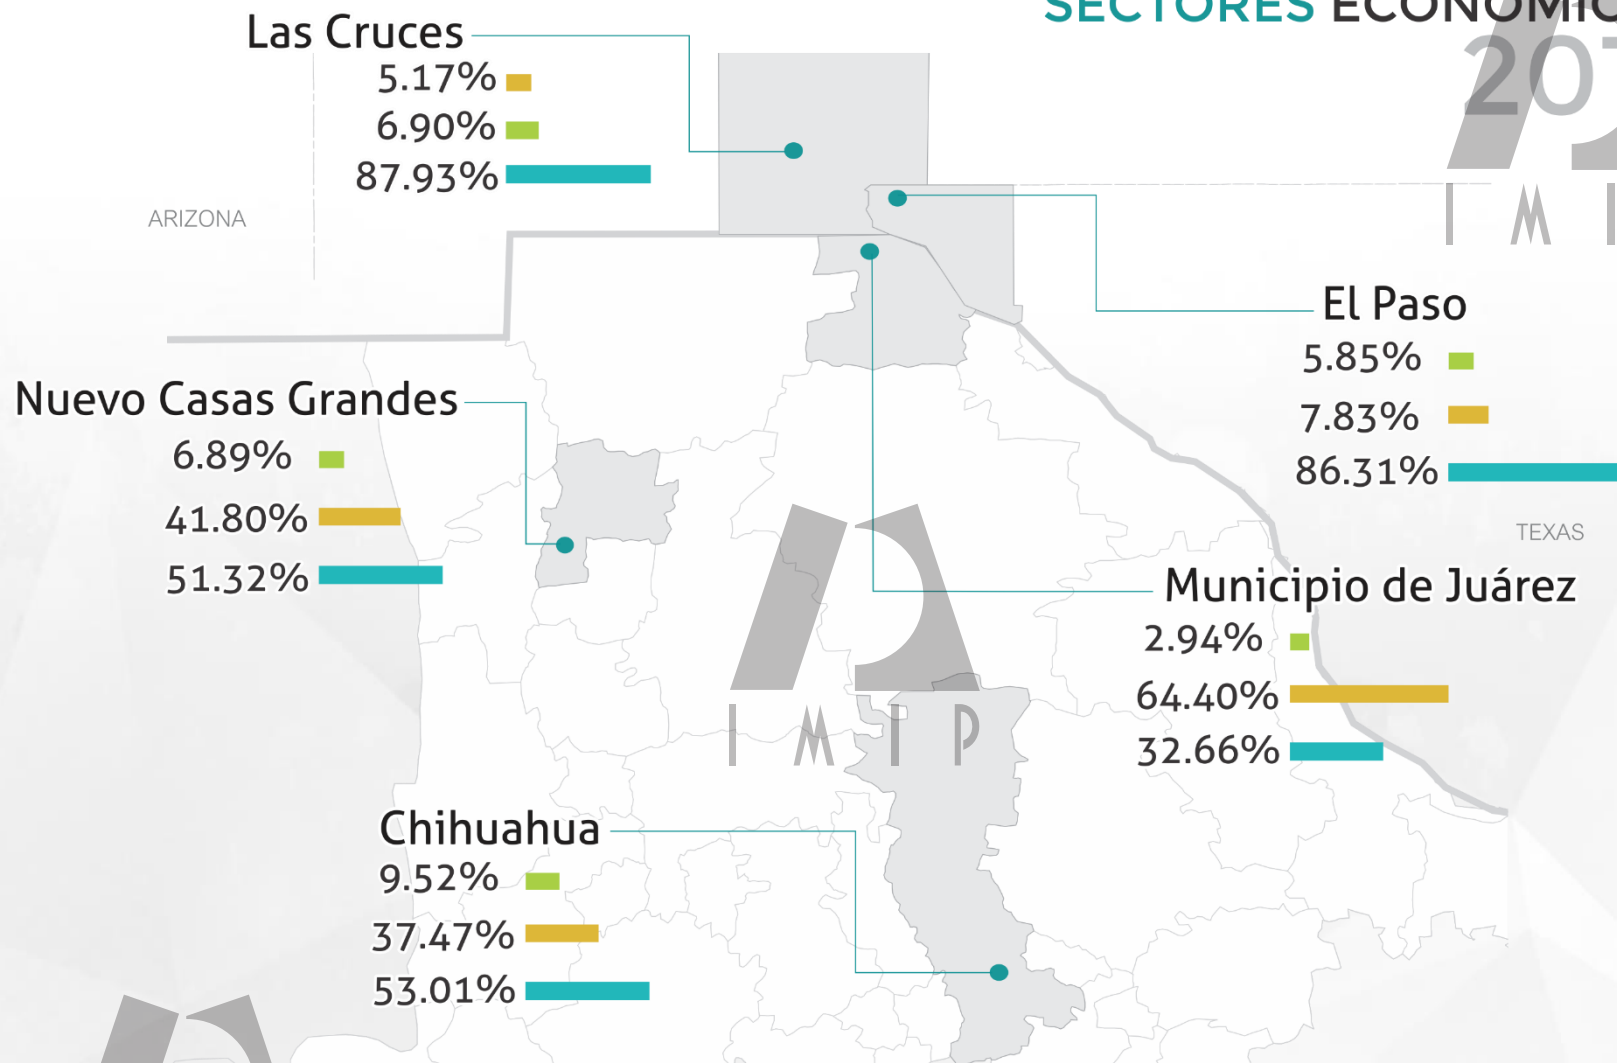 SECTORES
Las Cruces
5.17%
6.90%
87.93%
ARIZONA
I M
El Paso
5.85%
7.83%
86.31%
Nuevo Casas Grandes
6.89%
41.80%
51.32%
TEXAS
Municipio de Juárez
2.94%
64.40%
32.66%
I M I P
Chihuahua
9.52%
37.47%
53.01%